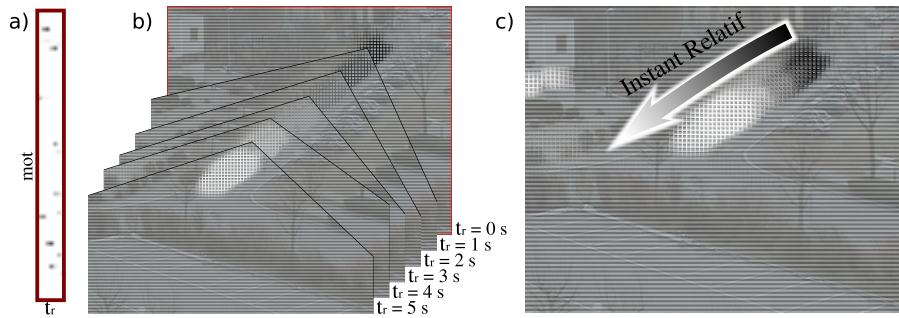 a)
mot
tr
b)
tr = 0 s
tr = 1 s
tr = 2 s
tr = 3 s
tr = 4 s
tr = 5 s
c)
Instant Relatif